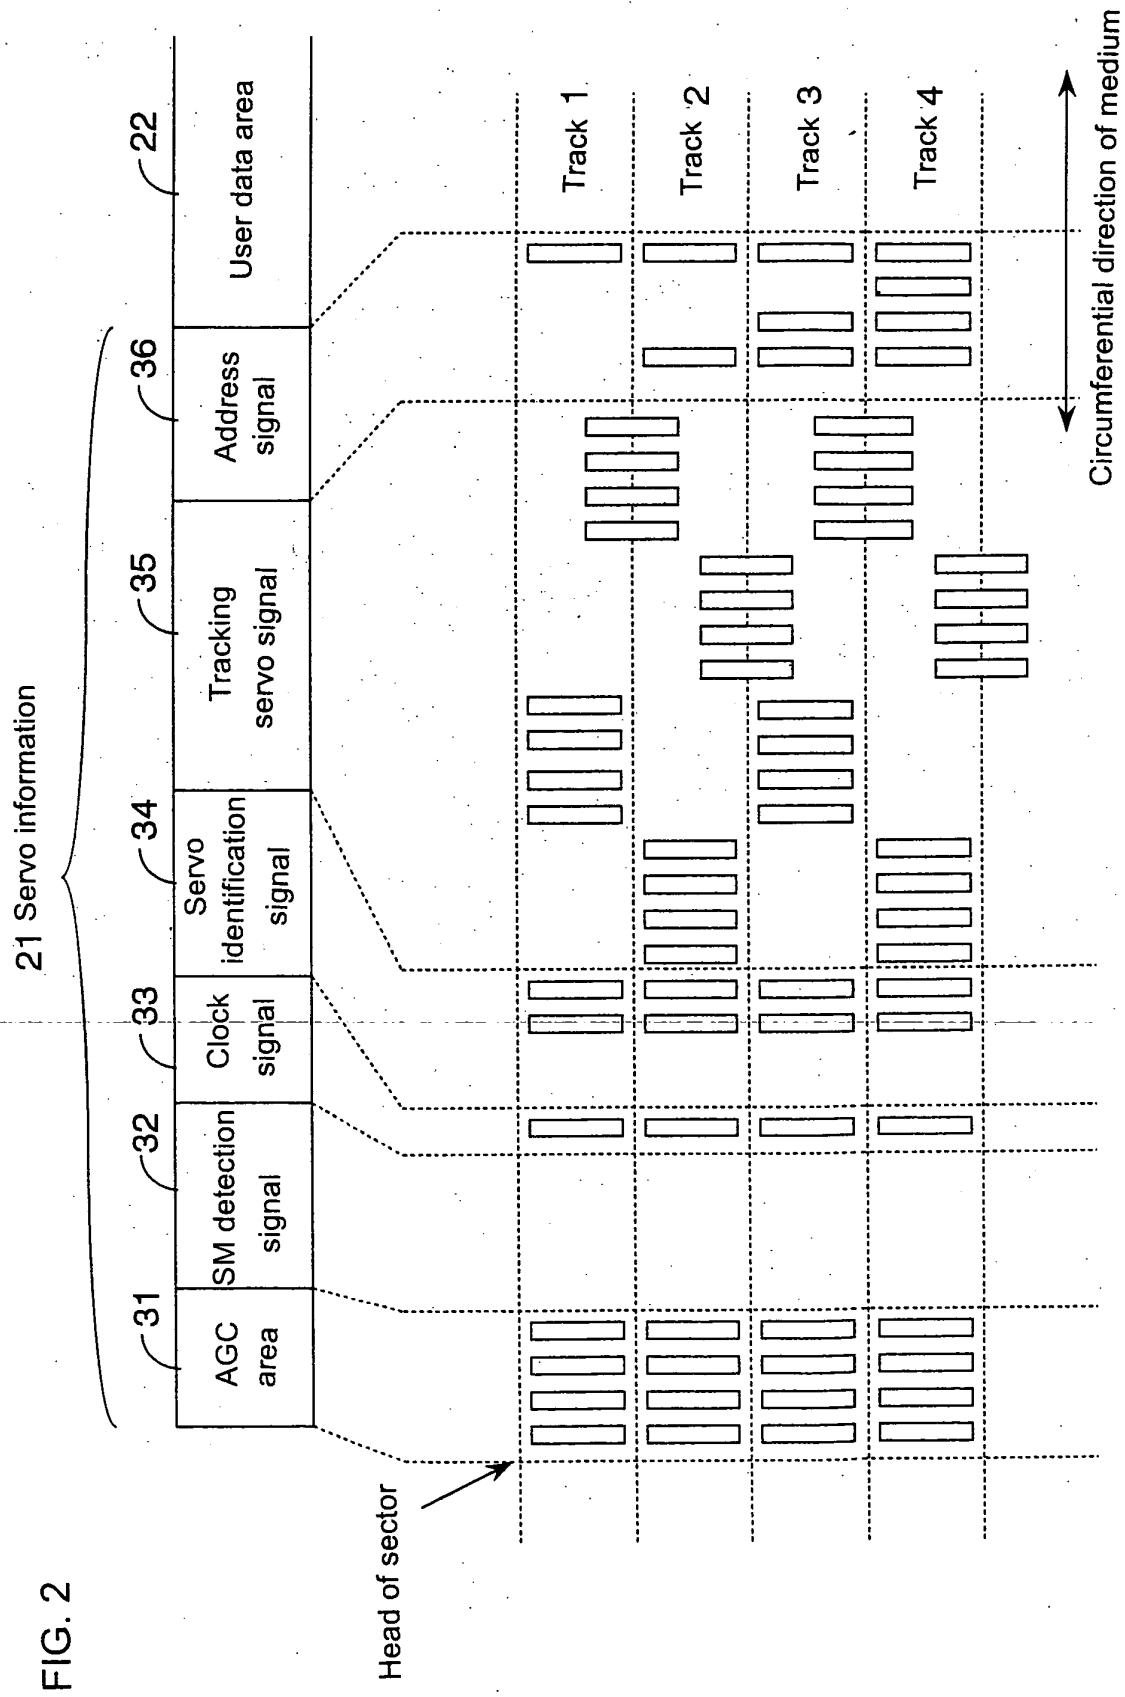 FIG. 2
21 Servo information
31
32
33
34
35
36
22
AGC
area
SM detection
signal
Clock
signal
Servo
identification
signal
Tracking
servo signal
Address
signal
User data area
Head of sector
Track 1
Track 2
Track 3
Track 4
Circumferential direction of medium